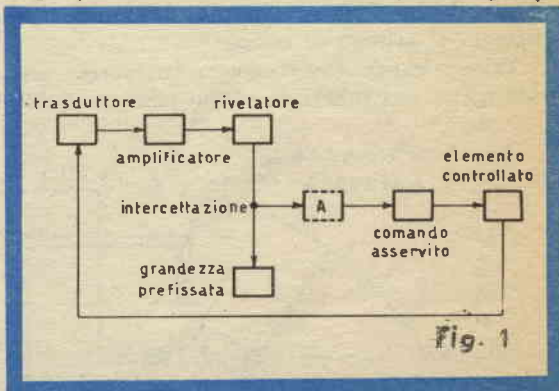 trasduttore
rivelatore
amplificatore
elemento
controllato
intercettazione
A
comando
asservito
grandezza
prefissata
Fig. 1